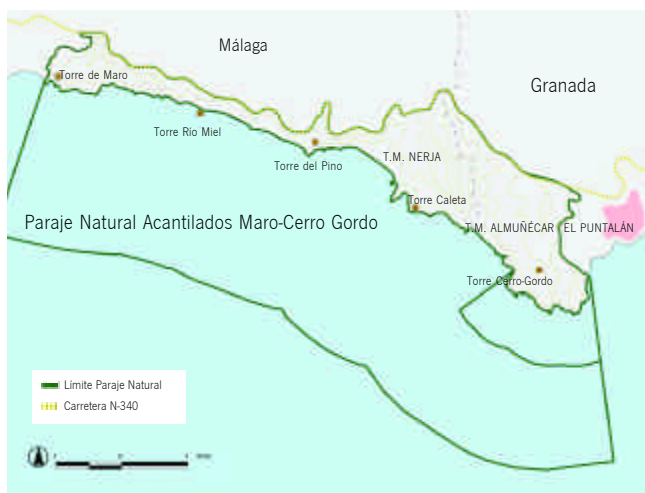 Málaga
Granada
Torre de Maro
Torre Río Miel
Torre del Pino
T.M. NERJA
Torre Caleta
Paraje Natural Acantilados Maro-Cerro Gordo
T.M. ALMUÑÉCAR
EL PUNTALÁN
Torre Cerro-Gordo
Límite Paraje Natural
Carretera N-340